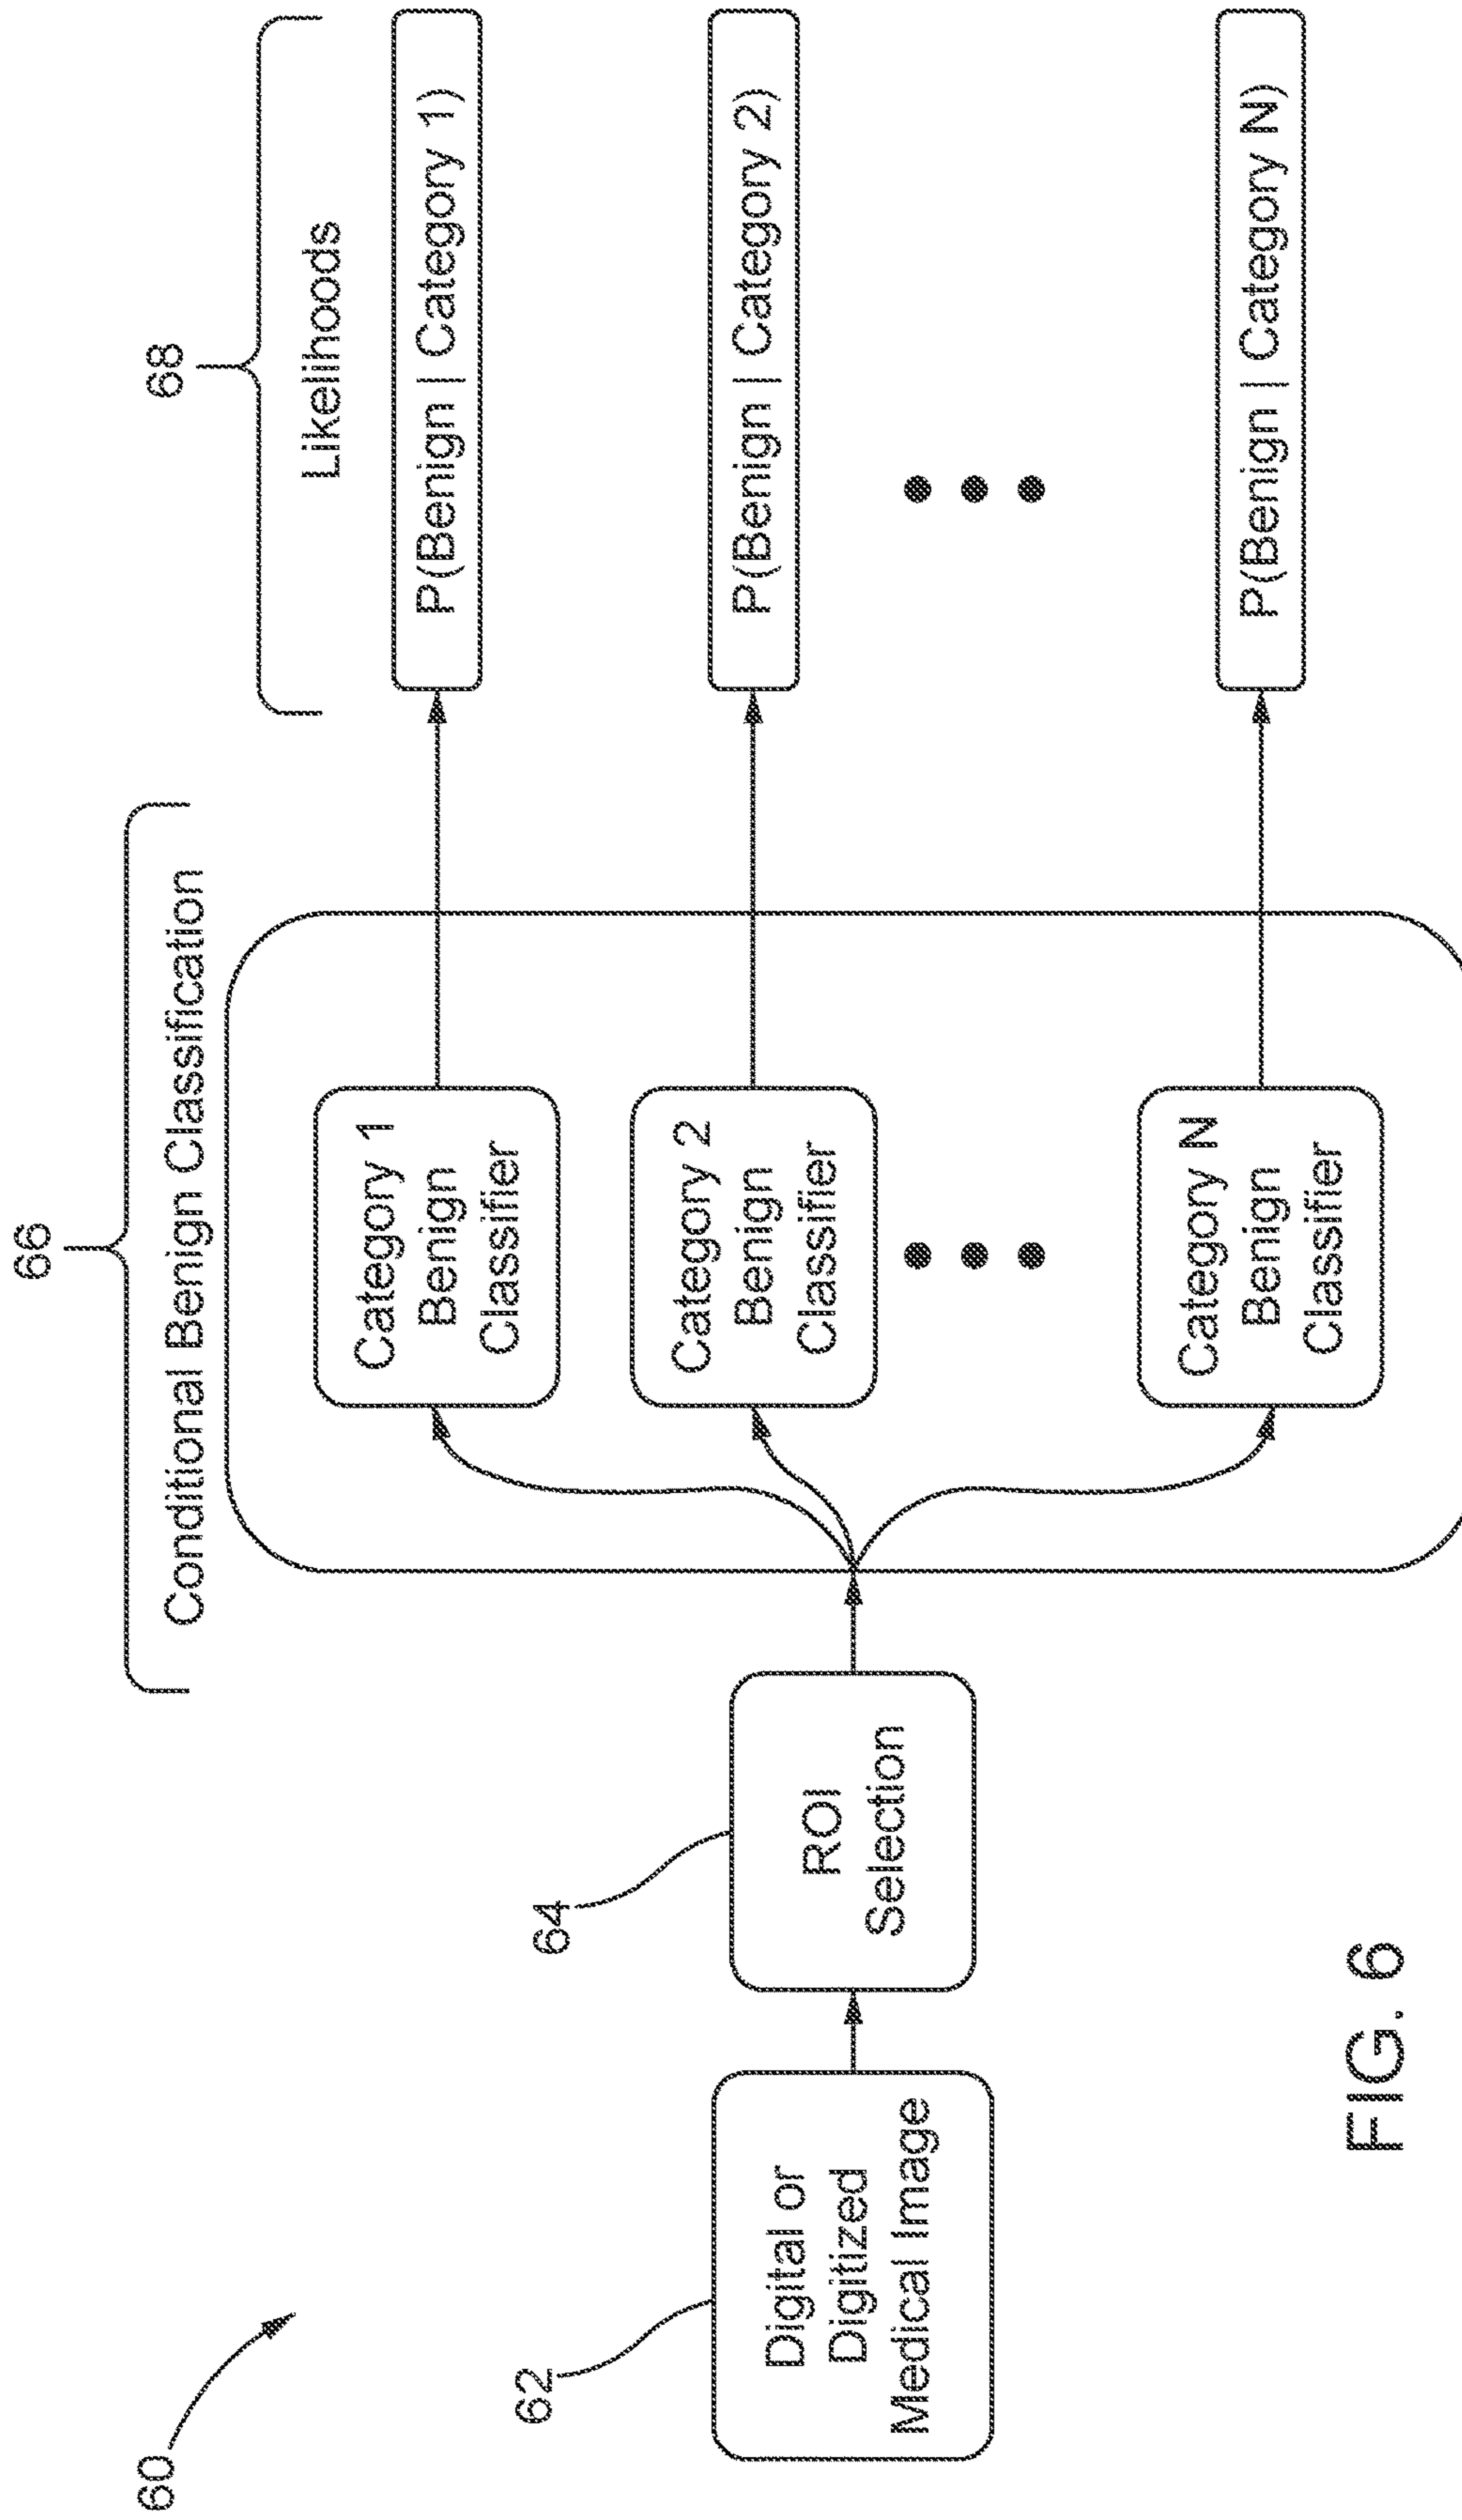 60
62
Digital or
Digitized
Medical Image
64
ROI
Selection
66
Conditional Benign Classification
Category 1
Benign
Classifier
Category 2
Benign
Classifier
Category N
Benign
Classifier
68
Likelihoods
P(Benign | Category 1)
P(Benign | Category 2)
P(Benign | Category N)
FIG. 6